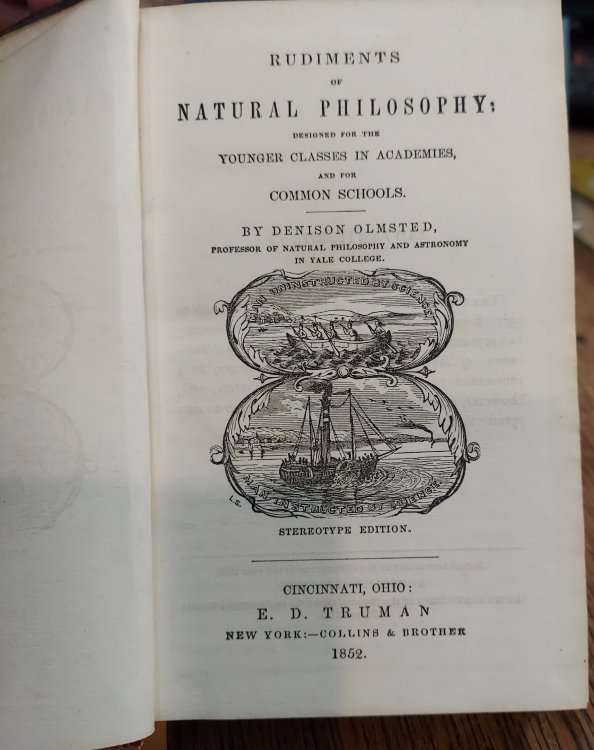 RUDIMENTS
OF
NATURAL PHILOSOPHY:
DESIGNED FOR THE
YOUNGER CLASSES IN ACADEMIES,
AND FOR
COMMON SCHOOLS.
BY DENISON OLMSTED,
PROFESSOR OF NATURAL PHILOSOPHY AND ASTRONOMY
IN YALE COLLEGE.
MAN UNINSTRUCTED BY SCIENCE
MAN INSTRUCTED BY SCIENCE
L.S.
STEREOTYPE EDITION.
CINCINNATI, OHIO:
E. D. TRUMAN
NEW YORK:—COLLINS & BROTHER
1852.